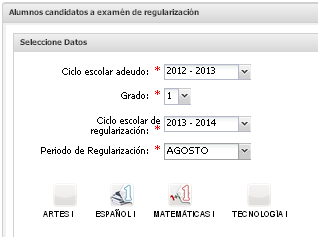 Alumnos candidatos a exámén de regularización
Seleccione Datos
Ciclo escolar adeudo: * 2012 - 2013
Grado: * 1
Ciclo escolar de
regularización: * 2013 - 2014
Periodo de Regularización: * AGOSTO
ARTES I ESPAÑOL I MATEMÁTICAS I TECNOLOGÍA I